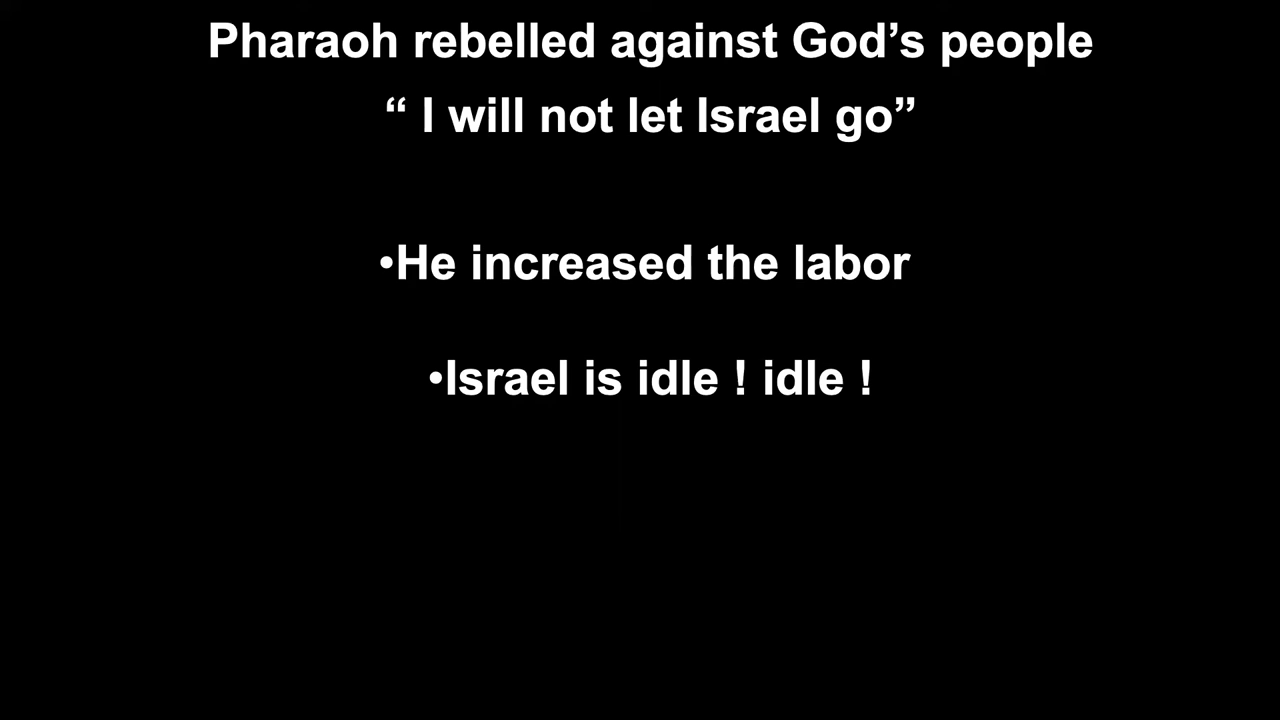 Pharaoh rebelled against God’s people
“ I will not let Israel go”
•He increased the labor
•Israel is idle ! idle !